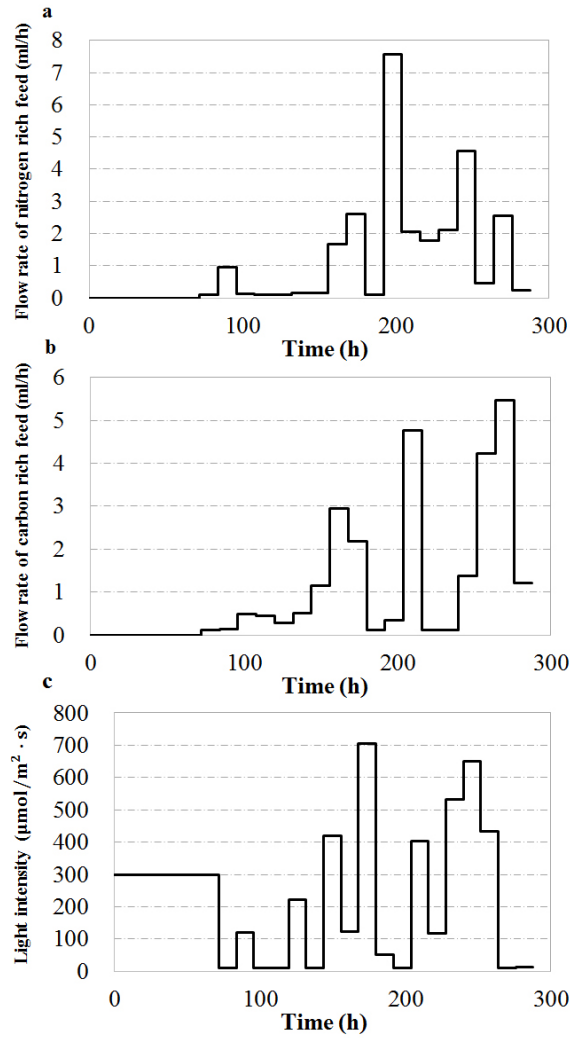 a
Flow rate of nitrogen rich feed (ml/h)
8
7
6
5
4
3
2
1
0
0 100 200 300
Time (h)
b
Flow rate of carbon rich feed (ml/h)
6
5
4
3
2
1
0
0 100 200 300
Time (h)
c
Light intensity (μmol/m² · s)
800
700
600
500
400
300
200
100
0
0 100 200 300
Time (h)